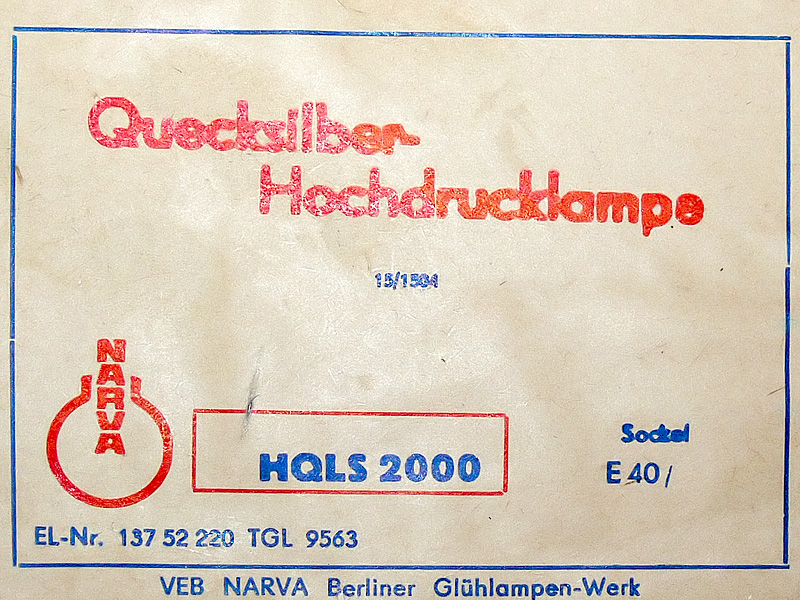 Quecksilber
Hochdrucklampe
15/1504
NARVA
HQLS 2000
Sockel
E 40/
EL-Nr. 137 52 220 TGL 9563
VEB NARVA Berliner Glühlampen-Werk